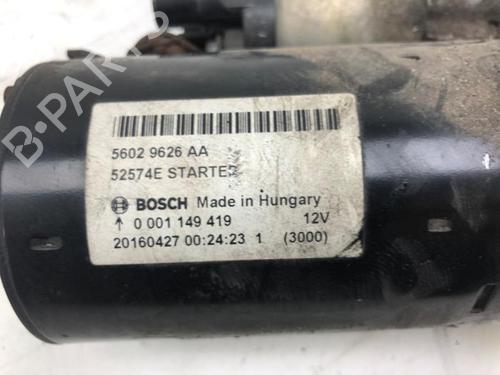 5602 9626 AA
52574E STARTER
BOSCH Made in Hungary
0 001 149 419 12V
20160427 00:24:23 1 (3000)
B-PARTS